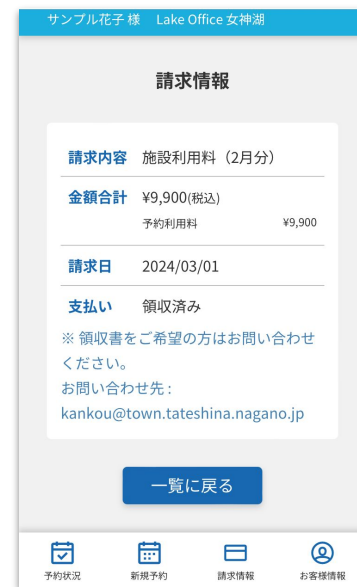 サンプル花子 様　Lake Office 女神湖
請求情報
請求内容 施設利用料（2月分）
金額合計 ¥9,900(税込)
予約利用料 ¥9,900
請求日 2024/03/01
支払い 領収済み
※ 領収書をご希望の方はお問い合わせ
ください。
お問い合わせ先 :
kankou@town.tateshina.nagano.jp
一覧に戻る
予約状況 新規予約 請求情報 お客様情報